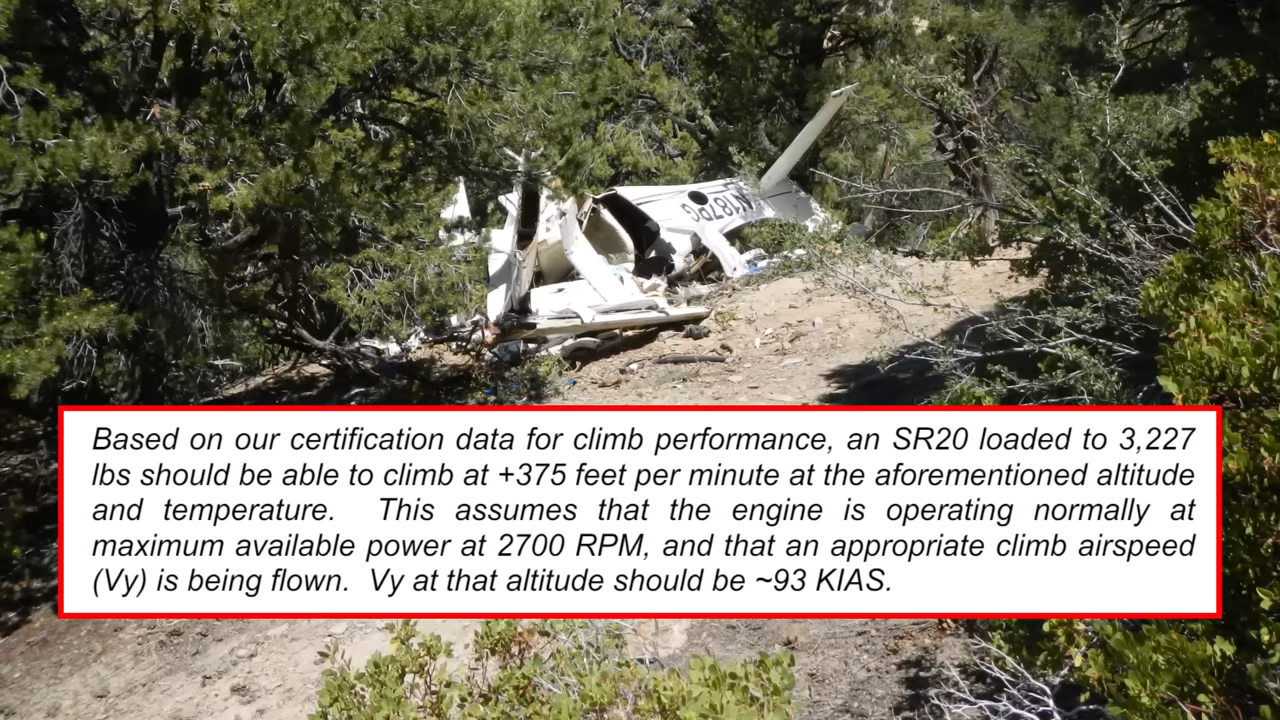 N187PG
Based on our certification data for climb performance, an SR20 loaded to 3,227
lbs should be able to climb at +375 feet per minute at the aforementioned altitude
and temperature. This assumes that the engine is operating normally at
maximum available power at 2700 RPM, and that an appropriate climb airspeed
(Vy) is being flown. Vy at that altitude should be ~93 KIAS.